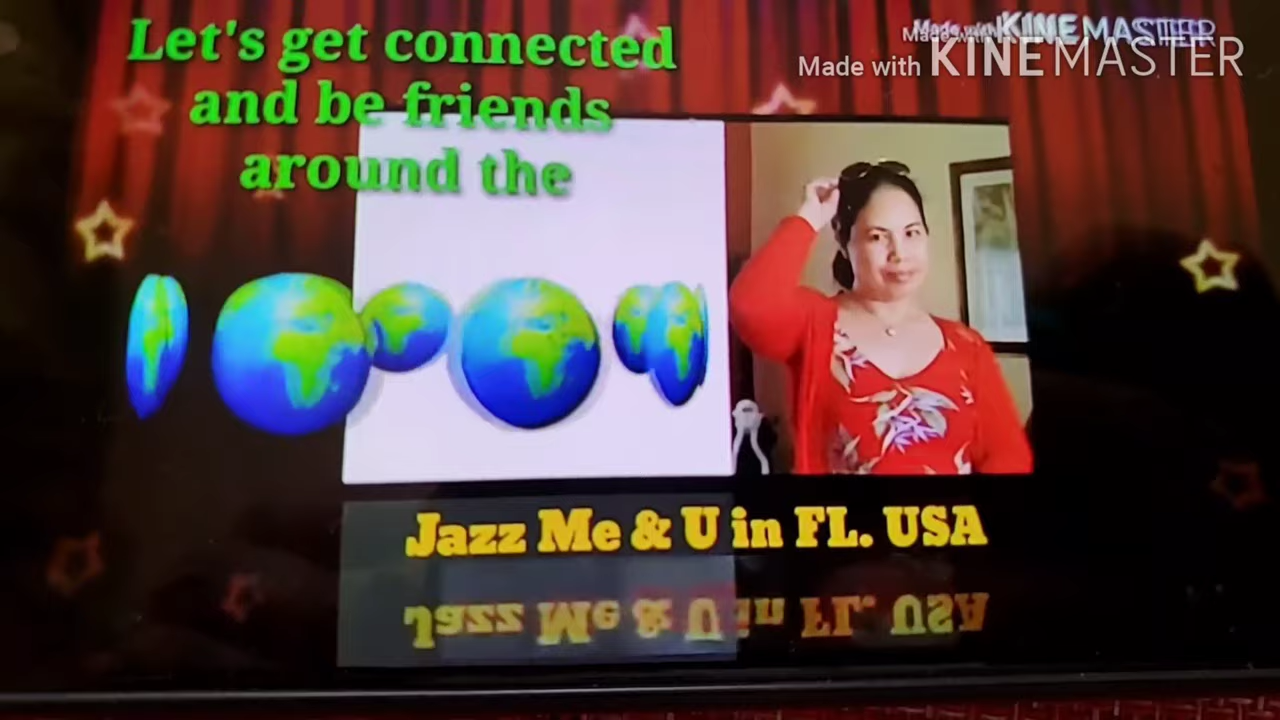 Let's get connected
and be friends
around the
Made with KINEMASTER
Made with KINEMASTER
Jazz Me & U in FL. USA
Jazz Me & U in FL. USA